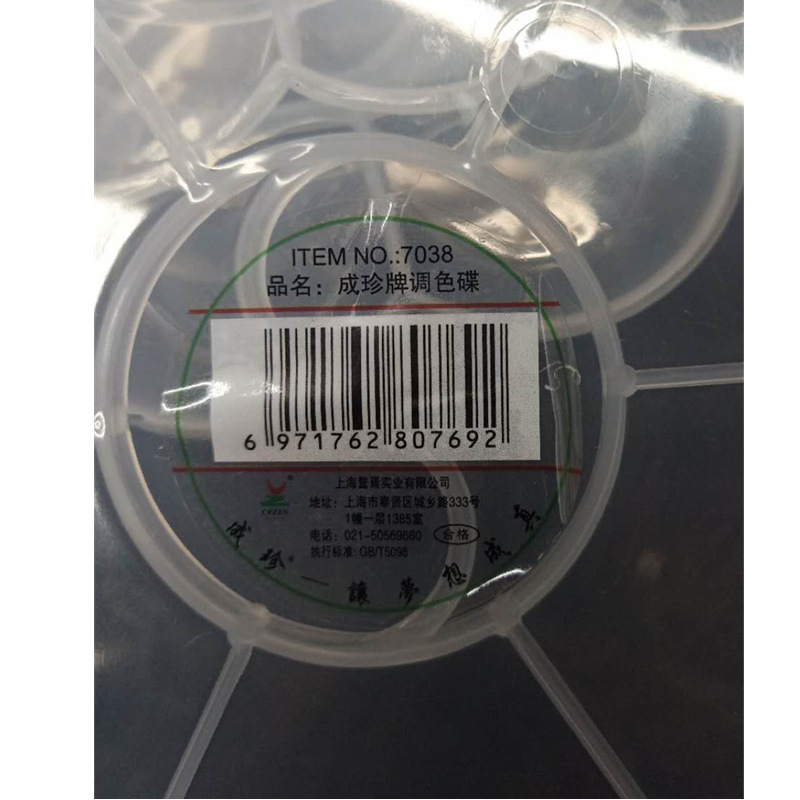 ITEM NO.:7038
品名：成珍牌调色碟
6 971762 807692
上海誉燕实业有限公司
地址：上海市奉贤区城乡路333号
1幢一层1385室
电话：021-50569660 合格
执行标准：GB/T5098
成珍——讓夢想成真